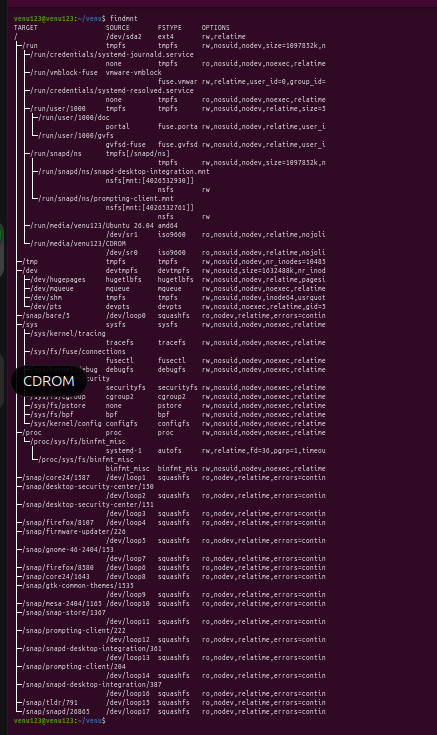 venu123@venu123:~/venu$ findmnt
TARGET SOURCE FSTYPE OPTIONS
/ /dev/sda2 ext4 rw,relatime
├─/run tmpfs tmpfs rw,nosuid,nodev,size=1097852k,n
│ ├─/run/credentials/systemd-journald.service
│ │ none tmpfs rw,nosuid,nodev,noexec,relatime
│ ├─/run/vmblock-fuse vmware-vmblock
│ │ fuse.vmwar rw,relatime,user_id=0,group_id=
│ ├─/run/credentials/systemd-resolved.service
│ │ none tmpfs rw,nosuid,nodev,noexec,relatime
│ ├─/run/user/1000 tmpfs tmpfs rw,nosuid,nodev,relatime,size=5
│ │ ├─/run/user/1000/doc
│ │ │ portal fuse.porta rw,nosuid,nodev,relatime,user_i
│ │ └─/run/user/1000/gvfs
│ │ gvfsd-fuse fuse.gvfsd rw,nosuid,nodev,relatime,user_i
│ ├─/run/snapd/ns tmpfs[/snapd/ns]
│ │ tmpfs rw,nosuid,nodev,size=1097852k,n
│ │ ├─/run/snapd/ns/snapd-desktop-integration.mnt
│ │ │ nsfs[mnt:[4026532930]]
│ │ │ nsfs rw
│ │ └─/run/snapd/ns/prompting-client.mnt
│ │ nsfs[mnt:[4026532761]]
│ │ nsfs rw
│ ├─/run/media/venu123/Ubuntu 26.04 amd64
│ │ /dev/sr1 iso9660 ro,nosuid,nodev,relatime,nojoli
│ └─/run/media/venu123/CDROM
│ /dev/sr0 iso9660 ro,nosuid,nodev,relatime,nojoli
├─/tmp tmpfs tmpfs rw,nosuid,nodev,nr_inodes=10485
├─/dev devtmpfs devtmpfs rw,nosuid,size=1632488k,nr_inod
│ ├─/dev/hugepages hugetlbfs hugetlbfs rw,nosuid,nodev,relatime,pagesi
│ ├─/dev/mqueue mqueue mqueue rw,nosuid,nodev,noexec,relatime
│ ├─/dev/shm tmpfs tmpfs rw,nosuid,nodev,inode64,usrquot
│ └─/dev/pts devpts devpts rw,nosuid,noexec,relatime,gid=5
├─/snap/bare/5 /dev/loop0 squashfs ro,nodev,relatime,errors=contin
├─/sys sysfs sysfs rw,nosuid,nodev,noexec,relatime
│ ├─/sys/kernel/tracing
│ │ tracefs tracefs rw,nosuid,nodev,noexec,relatime
│ ├─/sys/fs/fuse/connections
│ │ fusectl fusectl rw,nosuid,nodev,noexec,relatime
debug debugfs debugfs rw,nosuid,nodev,noexec,relatime
CDROM
curity
securityfs securityfs rw,nosuid,nodev,noexec,relatime
│ ├─/sys/fs/cgroup cgroup2 cgroup2 rw,nosuid,nodev,noexec,relatime
│ ├─/sys/fs/pstore none pstore rw,nosuid,nodev,noexec,relatime
│ ├─/sys/fs/bpf bpf bpf rw,nosuid,nodev,noexec,relatime
│ └─/sys/kernel/config configfs configfs rw,nosuid,nodev,noexec,relatime
├─/proc proc proc rw,nosuid,nodev,noexec,relatime
│ └─/proc/sys/fs/binfmt_misc
│ systemd-1 autofs rw,relatime,fd=36,pgrp=1,timeou
│ └─/proc/sys/fs/binfmt_misc
│ binfmt_misc binfmt_mis rw,nosuid,nodev,noexec,relatime
├─/snap/core24/1587 /dev/loop1 squashfs ro,nodev,relatime,errors=contin
├─/snap/desktop-security-center/150
│ /dev/loop2 squashfs ro,nodev,relatime,errors=contin
├─/snap/desktop-security-center/151
│ /dev/loop3 squashfs ro,nodev,relatime,errors=contin
├─/snap/firefox/8107 /dev/loop4 squashfs ro,nodev,relatime,errors=contin
├─/snap/firmware-updater/226
│ /dev/loop5 squashfs ro,nodev,relatime,errors=contin
├─/snap/gnome-46-2404/153
│ /dev/loop7 squashfs ro,nodev,relatime,errors=contin
├─/snap/firefox/8580 /dev/loop6 squashfs ro,nodev,relatime,errors=contin
├─/snap/core24/1643 /dev/loop8 squashfs ro,nodev,relatime,errors=contin
├─/snap/gtk-common-themes/1535
│ /dev/loop9 squashfs ro,nodev,relatime,errors=contin
├─/snap/mesa-2404/1165 /dev/loop10 squashfs ro,nodev,relatime,errors=contin
├─/snap/snap-store/1367
│ /dev/loop11 squashfs ro,nodev,relatime,errors=contin
├─/snap/prompting-client/222
│ /dev/loop12 squashfs ro,nodev,relatime,errors=contin
├─/snap/snapd-desktop-integration/361
│ /dev/loop13 squashfs ro,nodev,relatime,errors=contin
├─/snap/prompting-client/204
│ /dev/loop14 squashfs ro,nodev,relatime,errors=contin
├─/snap/snapd-desktop-integration/387
│ /dev/loop16 squashfs ro,nodev,relatime,errors=contin
├─/snap/tldr/791 /dev/loop15 squashfs ro,nodev,relatime,errors=contin
└─/snap/snapd/26865 /dev/loop17 squashfs ro,nodev,relatime,errors=contin
venu123@venu123:~/venu$